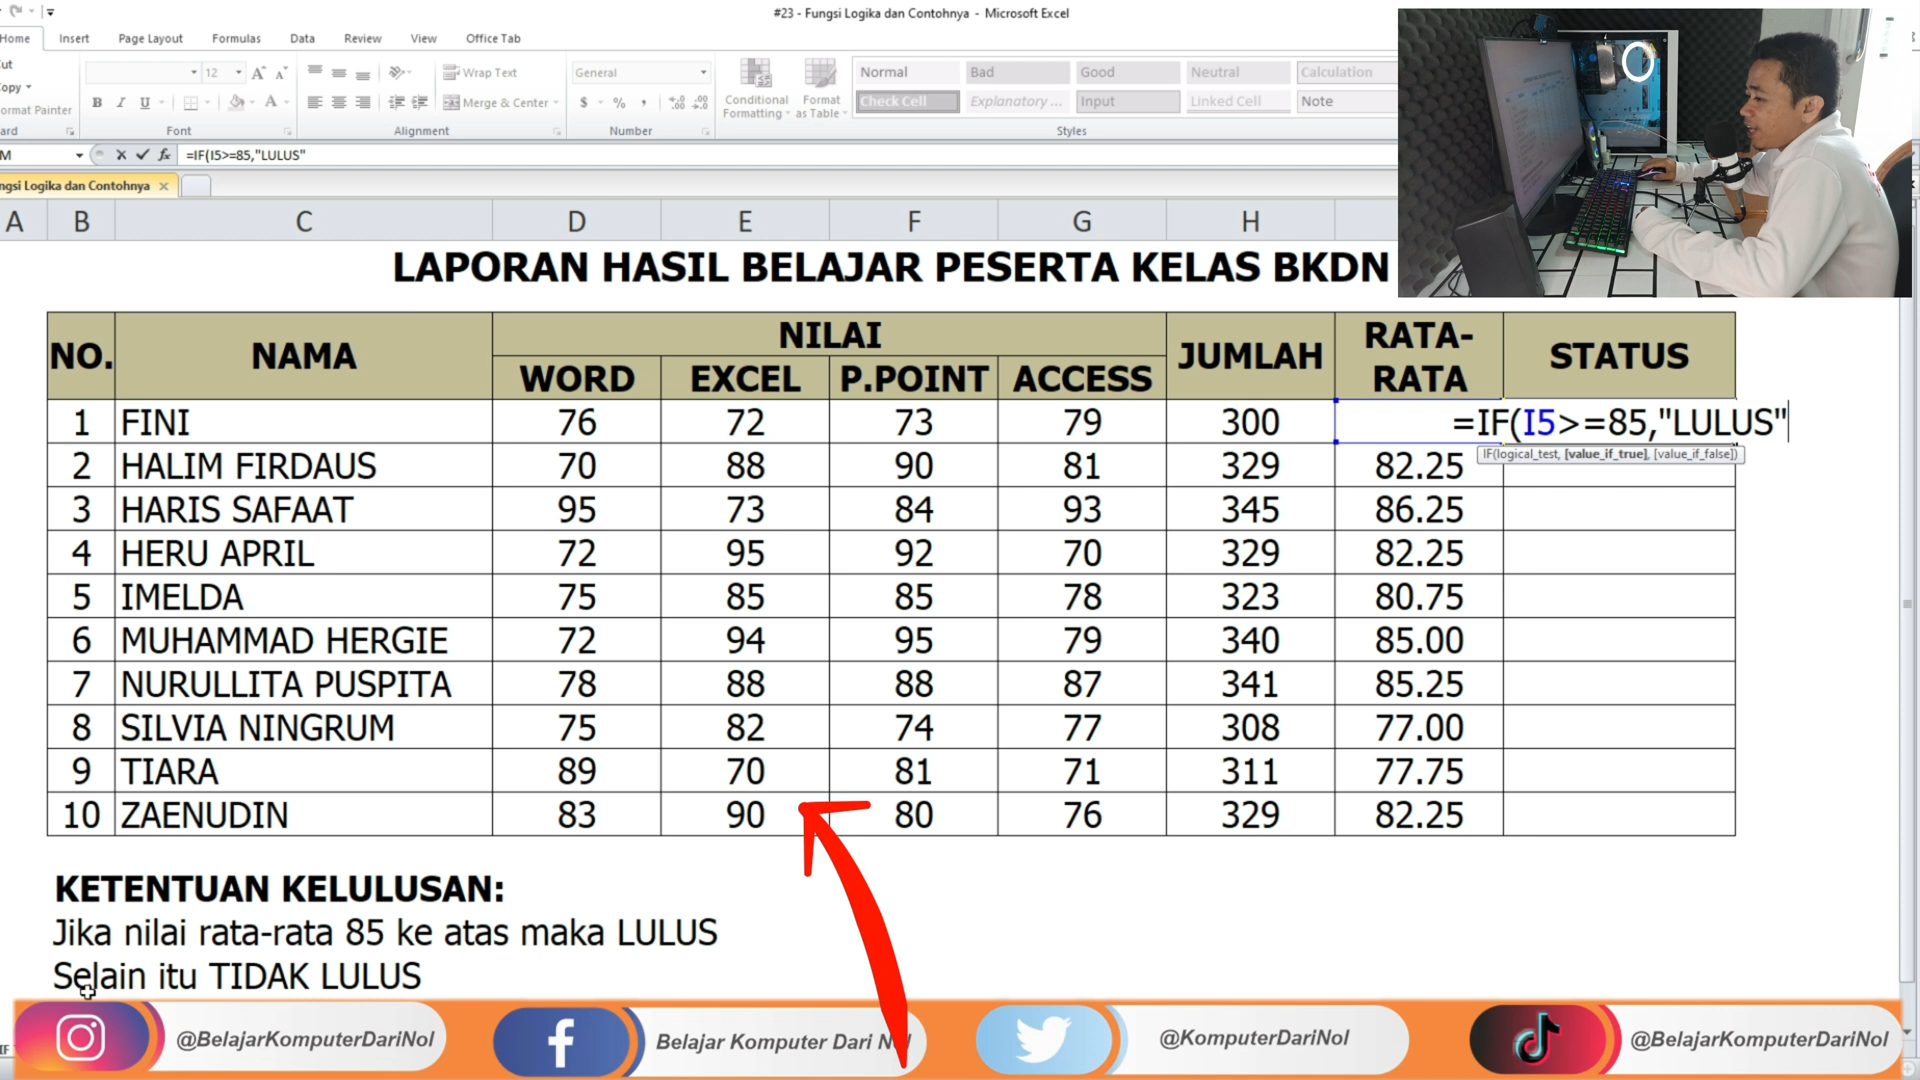 #23 - Fungsi Logika dan Contohnya - Microsoft Excel
Home Insert Page Layout Formulas Data Review View Office Tab
ut
opy
ormat Painter
12
Wrap Text
Merge & Center
General
Conditional Formatting
Format as Table
Normal Bad Good Neutral Calculation
Check Cell Explanatory ... Input Linked Cell Note
ard Font Alignment Number Styles
M =IF(I5>=85,"LULUS"
ngsi Logika dan Contohnya
A B C D E F G H
LAPORAN HASIL BELAJAR PESERTA KELAS BKDN
NO. NAMA NILAI JUMLAH RATA-RATA STATUS
WORD EXCEL P.POINT ACCESS
1 FINI 76 72 73 79 300 =IF(I5>=85,"LULUS"
IF(logical_test, [value_if_true], [value_if_false])
2 HALIM FIRDAUS 70 88 90 81 329 82.25
3 HARIS SAFAAT 95 73 84 93 345 86.25
4 HERU APRIL 72 95 92 70 329 82.25
5 IMELDA 75 85 85 78 323 80.75
6 MUHAMMAD HERGIE 72 94 95 79 340 85.00
7 NURULLITA PUSPITA 78 88 88 87 341 85.25
8 SILVIA NINGRUM 75 82 74 77 308 77.00
9 TIARA 89 70 81 71 311 77.75
10 ZAENUDIN 83 90 80 76 329 82.25
KETENTUAN KELULUSAN:
Jika nilai rata-rata 85 ke atas maka LULUS
Selain itu TIDAK LULUS
@BelajarKomputerDariNol Belajar Komputer Dari Nol @KomputerDariNol @BelajarKomputerDariNol